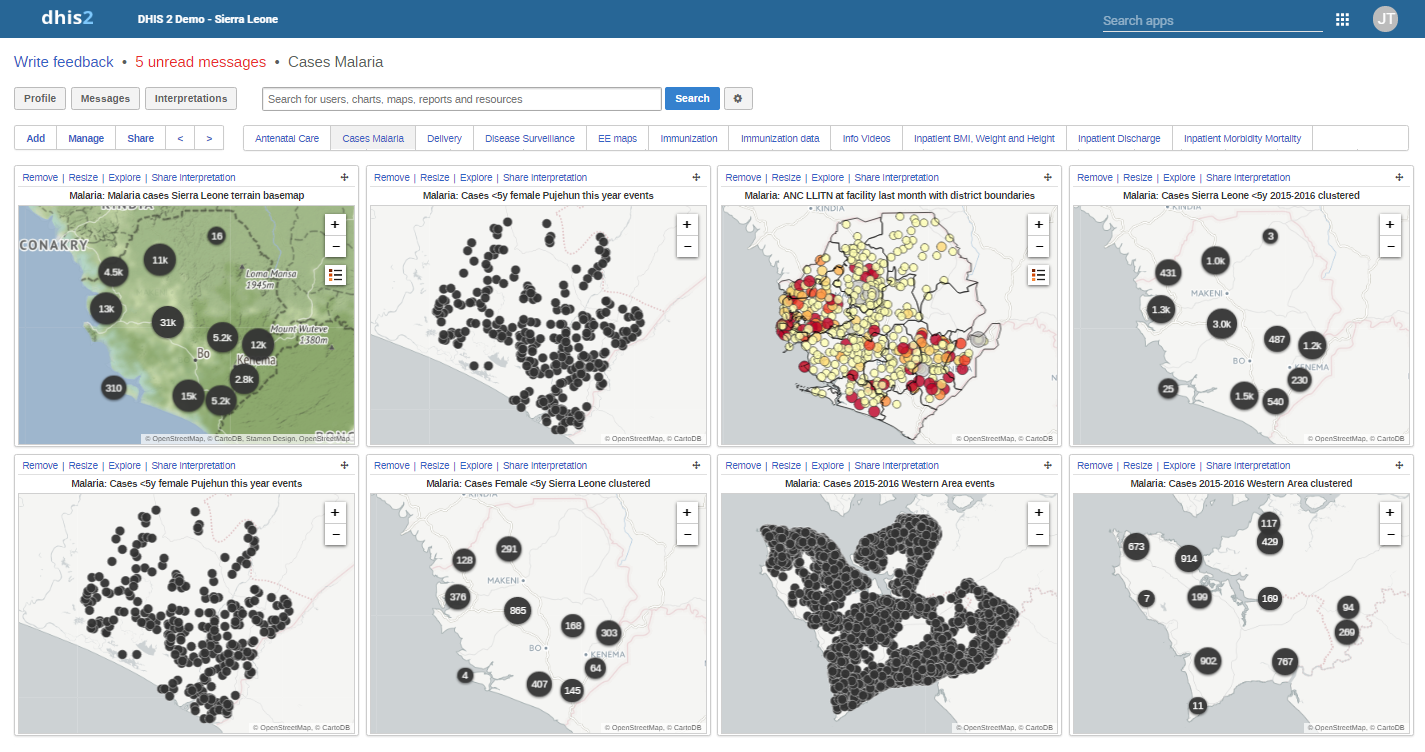 dhis2 DHIS 2 Demo - Sierra Leone Search apps JT
Write feedback • 5 unread messages • Cases Malaria
Profile Messages Interpretations Search for users, charts, maps, reports and resources Search
Add Manage Share < > Antenatal Care Cases Malaria Delivery Disease Surveillance EE maps Immunization Immunization data Info Videos Inpatient BMI, Weight and Height Inpatient Discharge Inpatient Morbidity Mortality
Remove | Resize | Explore | Share interpretation
Malaria: Malaria cases Sierra Leone terrain basemap
KINDIA
+
−
CONAKRY
16
11k
4.5k
Loma Mansa
1945m
13k
31k
Mount Wuteve
1380m
5.2k
12k
Bo
Kenema
2.8k
310
15k
5.2k
© OpenStreetMap, © CartoDB, Stamen Design, OpenStreetMap
Remove | Resize | Explore | Share interpretation
Malaria: Cases <5y female Pujehun this year events
+
−
© OpenStreetMap, © CartoDB
Remove | Resize | Explore | Share interpretation
Malaria: ANC LLITN at facility last month with district boundaries
KINDIA
+
−
© OpenStreetMap, © CartoDB
Remove | Resize | Explore | Share interpretation
Malaria: Cases Sierra Leone <5y 2015-2016 clustered
KINDIA
+
−
3
1.0k
431
MAKENI
1.3k
3.0k
487
1.2k
BO
KENEMA
230
25
1.5k
540
© OpenStreetMap, © CartoDB
Remove | Resize | Explore | Share interpretation
Malaria: Cases <5y female Pujehun this year events
+
−
© OpenStreetMap, © CartoDB
Remove | Resize | Explore | Share interpretation
Malaria: Cases Female <5y Sierra Leone clustered
KINDIA
+
−
291
128
MAKENI
376
865
168
303
BO
KENEMA
64
4
407
145
© OpenStreetMap, © CartoDB
Remove | Resize | Explore | Share interpretation
Malaria: Cases 2015-2016 Western Area events
+
−
© OpenStreetMap, © CartoDB
Remove | Resize | Explore | Share interpretation
Malaria: Cases 2015-2016 Western Area clustered
+
−
117
429
673
914
7
199
169
94
269
902
767
11
© OpenStreetMap, © CartoDB